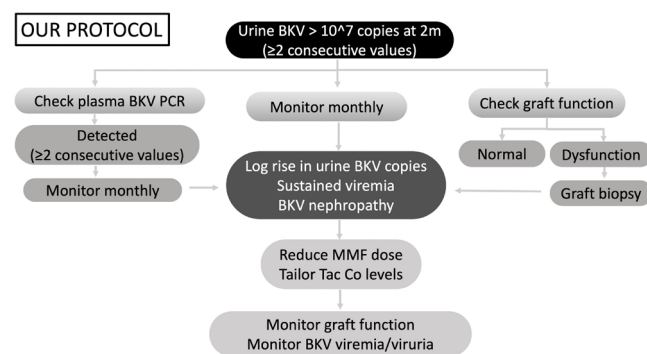 OUR PROTOCOL
Urine BKV > 10^7 copies at 2m
(≥2 consecutive values)
Check plasma BKV PCR
Detected
(≥2 consecutive values)
Monitor monthly
Monitor monthly
Check graft function
Normal
Dysfunction
Graft biopsy
Log rise in urine BKV copies
Sustained viremia
BKV nephropathy
Reduce MMF dose
Tailor Tac Co levels
Monitor graft function
Monitor BKV viremia/viruria